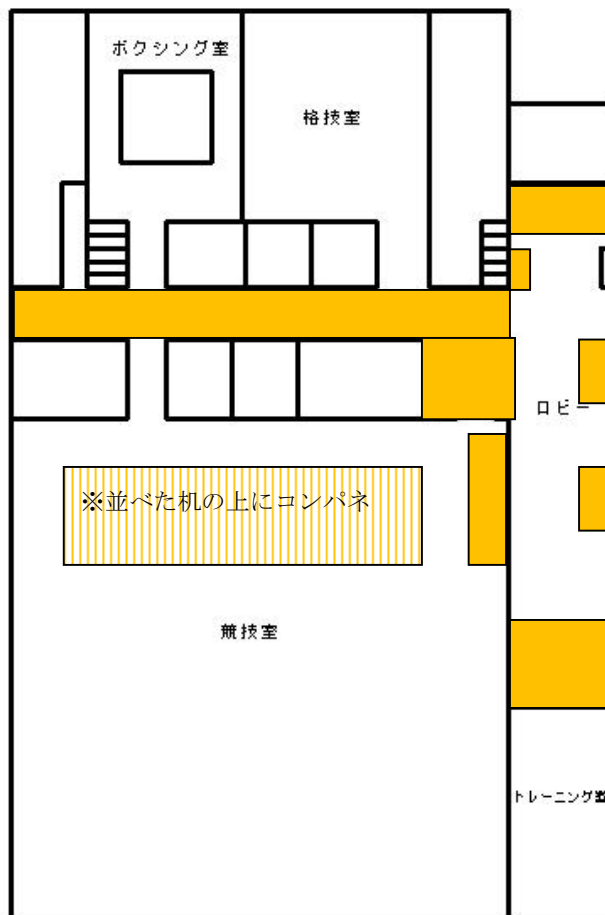 ボクシング室
格技室
ロビー
※並べた机の上にコンパネ
競技室
トレーニング室